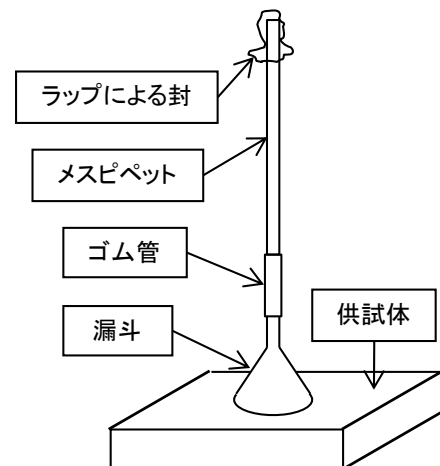 ラップによる封
メスピペット
ゴム管
供試体
漏斗